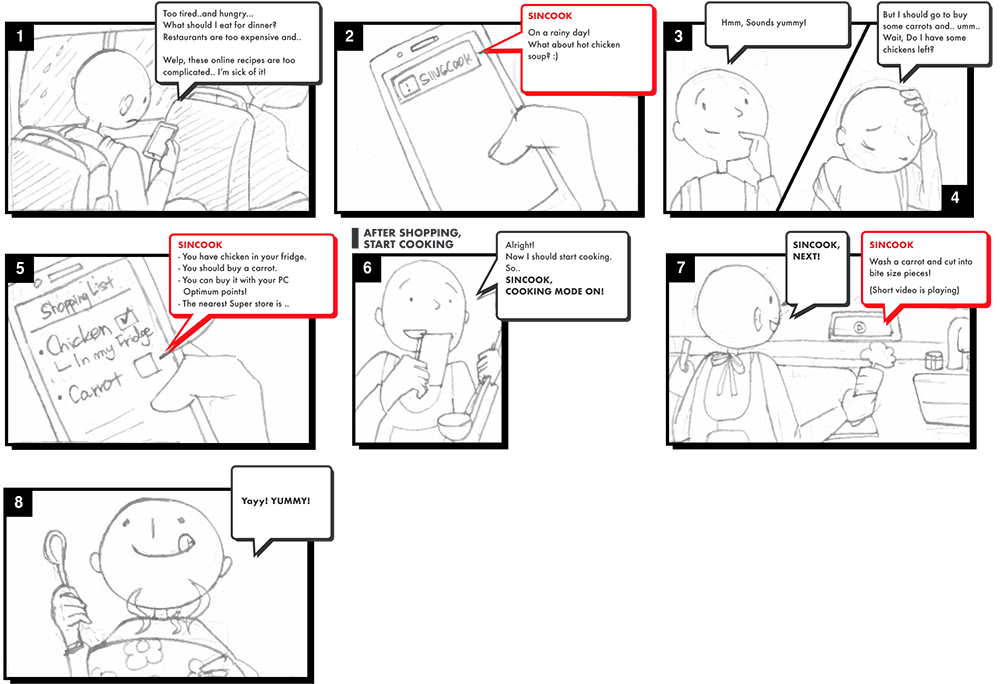 1
Too tired..and hungry...
What should I eat for dinner?
Restaurants are too expensive and..
Welp, these online recipes are too
complicated.. I'm sick of it!
2
SINCOOK
On a rainy day!
What about hot chicken
soup? :)
! SINGCOOK
3
Hmm, Sounds yummy!
4
But I should go to buy
some carrots and.. umm..
Wait, Do I have some
chickens left?
5
SINCOOK
- You have chicken in your fridge.
- You should buy a carrot.
- You can buy it with your PC
Optimum points!
- The nearest Super store is ..
Shopping List
• Chicken
In my Fridge
• Carrot
AFTER SHOPPING,
START COOKING
6
Alright!
Now I should start cooking.
So..
SINCOOK,
COOKING MODE ON!
7
SINCOOK,
NEXT!
SINCOOK
Wash a carrot and cut into
bite size pieces!
(Short video is playing)
8
Yayy! YUMMY!